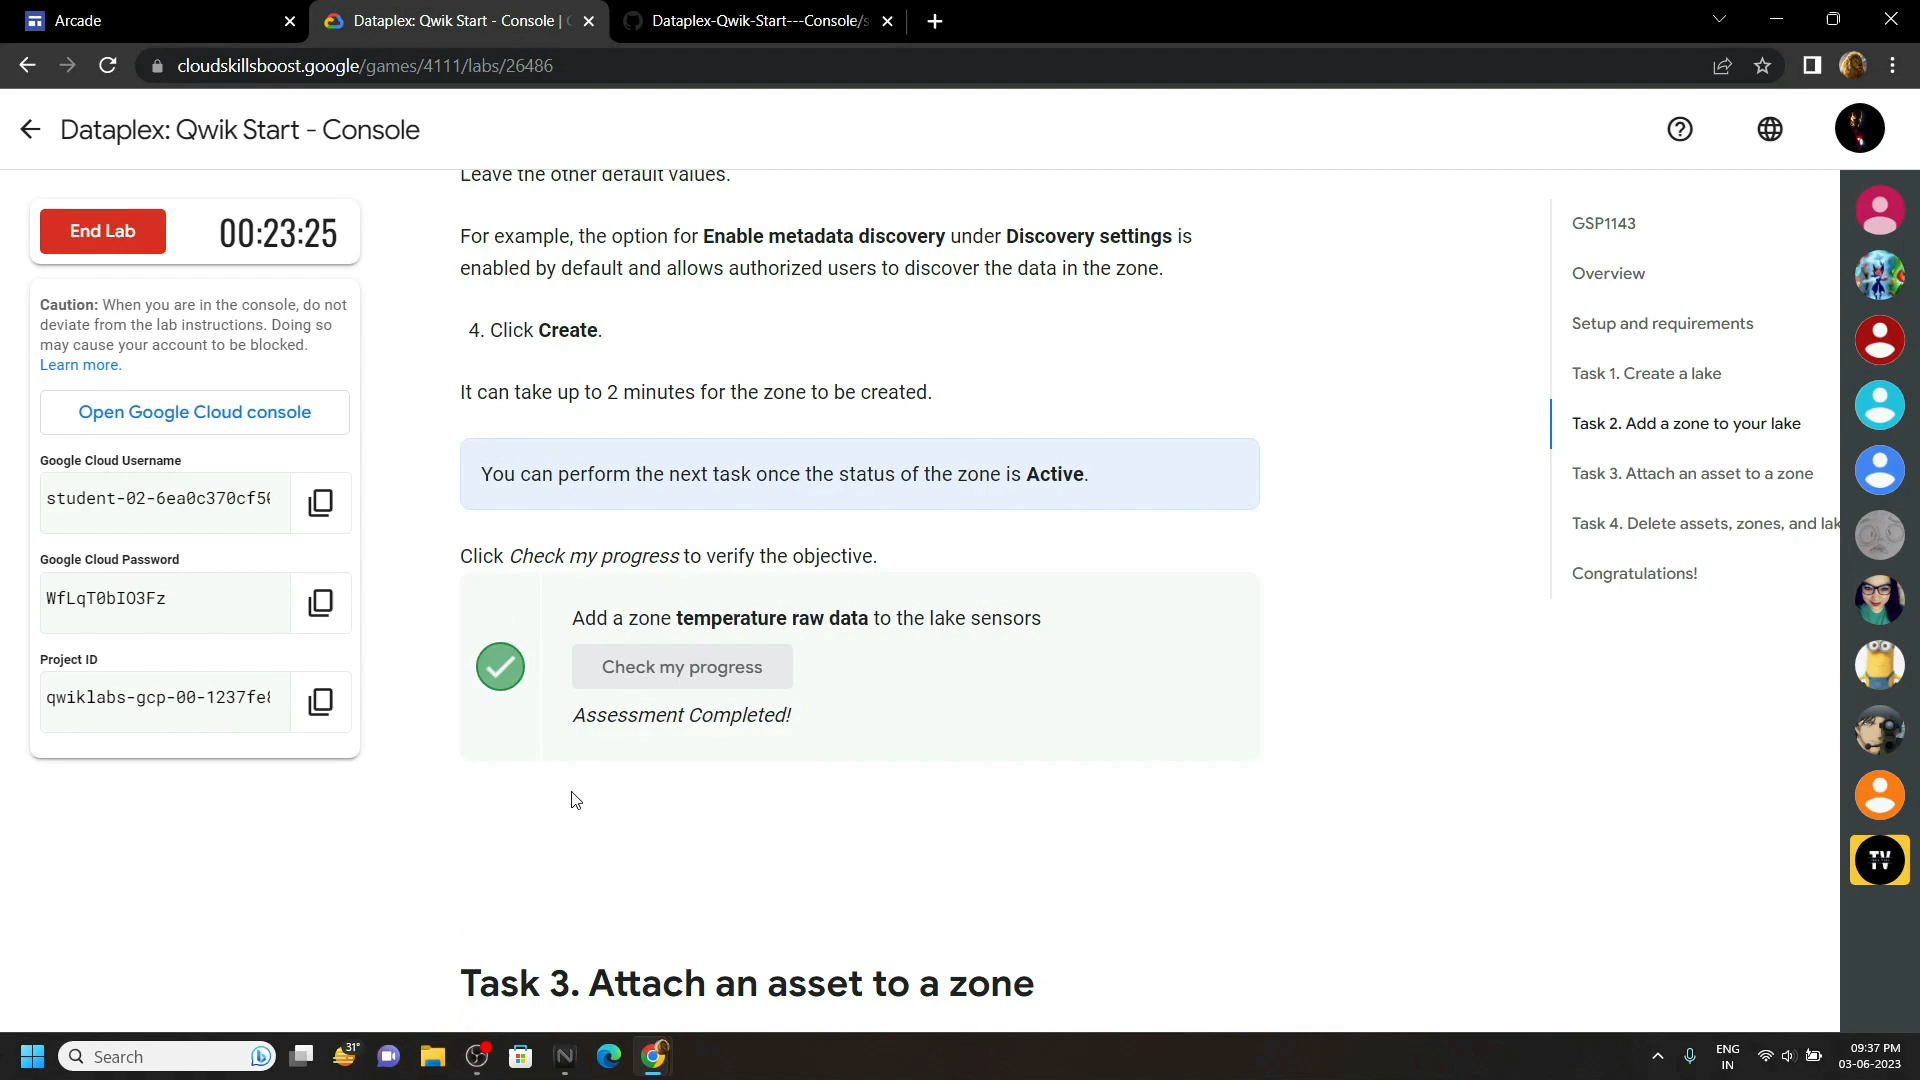 Arcade
Dataplex: Qwik Start - Console |
Dataplex-Qwik-Start---Console/s
cloudskillsboost.google/games/4111/labs/26486
Dataplex: Qwik Start - Console
End Lab
00:23:25
Caution: When you are in the console, do not
deviate from the lab instructions. Doing so
may cause your account to be blocked.
Learn more.
Open Google Cloud console
Google Cloud Username
student-02-6ea0c370cf50
Google Cloud Password
WfLqT0bIO3Fz
Project ID
qwiklabs-gcp-00-1237fe8
Leave the other default values.
For example, the option for Enable metadata discovery under Discovery settings is
enabled by default and allows authorized users to discover the data in the zone.
4. Click Create.
It can take up to 2 minutes for the zone to be created.
You can perform the next task once the status of the zone is Active.
Click Check my progress to verify the objective.
Add a zone temperature raw data to the lake sensors
Check my progress
Assessment Completed!
Task 3. Attach an asset to a zone
GSP1143
Overview
Setup and requirements
Task 1. Create a lake
Task 2. Add a zone to your lake
Task 3. Attach an asset to a zone
Task 4. Delete assets, zones, and lak
Congratulations!
TV
Search
31°
ENG
IN
09:37 PM
03-06-2023